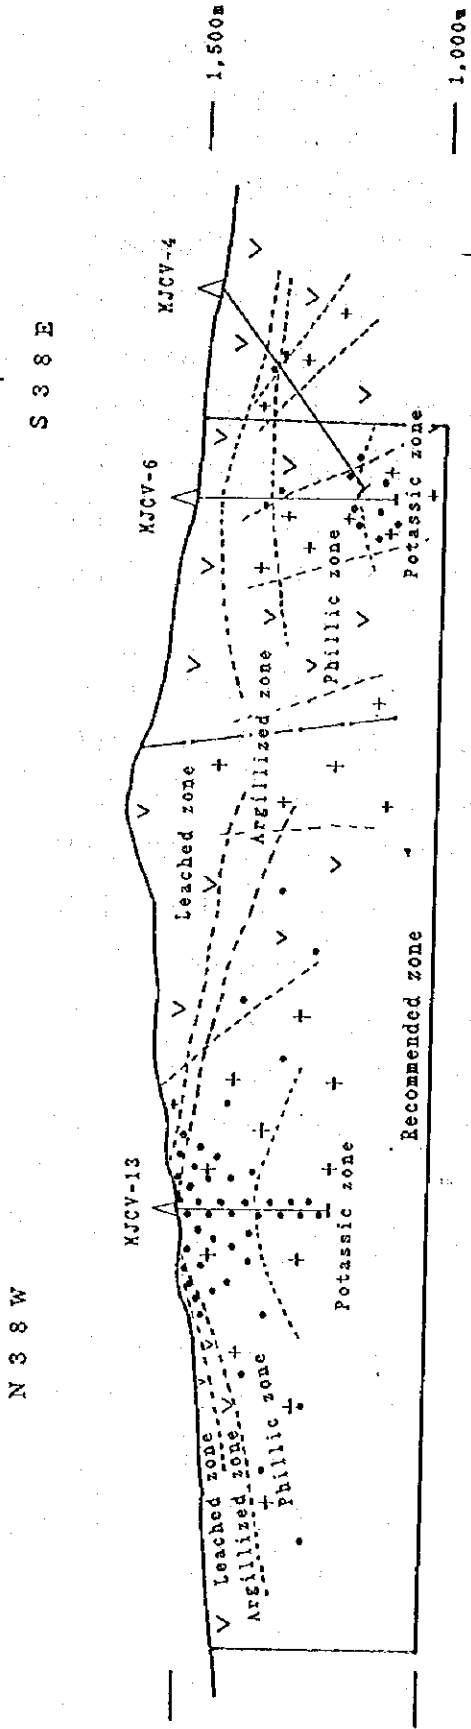 N 3 8 W
S 3 8 E
MJCV-13
MJCV-6
MJCV-4
1,500m
1,000m
Leached zone
Argillized zone
Phillic zone
Potassic zone
Leached zone
Argillized zone
Phillic zone
Potassic zone
Recommended zone